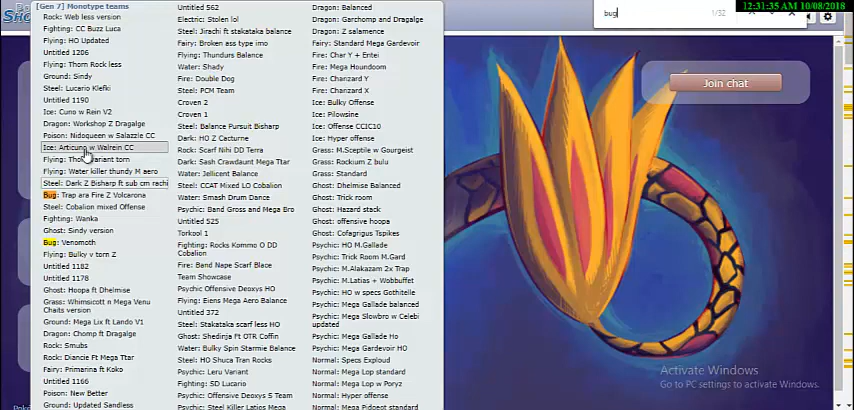 [Gen 7] Monotype teams
Rock: Web less version
Fighting: CC Buzz Luca
Flying: HO Updated
Untitled 1206
Flying: Thom Rock less
Ground: Sindy
Steel: Lucario Klefki
Untitled 1190
Ice: Cuno w Rein V2
Dragon: Workshop Z Dragalge
Poison: Nidoqueen w Salazzle CC
Ice: Articuno w Walrein CC
Flying: Thom variant torn
Flying: Water killer thundy M aero
Steel: Dark Z Bisharp ft sub cm rachi
Bug: Trap ara Fire Z Volcarona
Steel: Cobalion mixed Offense
Fighting: Wanka
Ghost: Sindy version
Bug: Venomoth
Flying: Bulky v torn Z
Untitled 1182
Untitled 1178
Ghost: Hoopa ft Dhelmise
Grass: Whimsicott n Mega Venu
Chaits version
Ground: Mega Lix ft Lando V1
Dragon: Chomp ft Dragalge
Rock: Smubs
Rock: Diancie ft Mega Ttar
Fairy: Primarina ft Koko
Untitled 1166
Poison: New Better
Ground: Updated Sandless
Untitled 562
Electric: Stolen lol
Steel: Jirachi ft stakataka balance
Fairy: Broken ass type imo
Flying: Thundurs Balance
Water: Shady
Fire: Double Dog
Steel: PCM Team
Croven 2
Croven 1
Steel: Balance Pursuit Bisharp
Dark: HO Z Cacturne
Rock: Scarf Nihi DD Terra
Dark: Sash Crawdaunt Mega Ttar
Water: Jellicent Balance
Steel: CCAT Mixed LO Cobalion
Water: Smash Drum Dance
Psychic: Band Gross and Mega Bro
Untitled 525
Torkool 1
Fighting: Rocks Kommo O DD
Cobalion
Fire: Band Nape Scarf Blace
Team Showcase
Psychic Offensive Deoxys HO
Flying: Eiens Mega Aero Balance
Untitled 372
Steel: Stakataka scarf less HO
Ghost: Shedinja ft OTR Coffin
Water: Bulky Spin Starmie Balance
Steel: HO Shuca Tran Rocks
Psychic: Leru Variant
Fighting: SD Lucario
Psychic: Offensive Deoxys S Team
Psychic: Steel Killer Latios Mega
Dragon: Balanced
Dragon: Garchomp and Dragalge
Dragon: Z salamence
Fairy: Standard Mega Gardevoir
Fire: Char Y + Entei
Fire: Mega Houndoom
Fire: Charizard Y
Fire: Charizard X
Ice: Bulky Offense
Ice: Pilowsine
Ice: Offense CCIC10
Ice: Hyper offense
Grass: M.Sceptile w Gourgeist
Grass: Rockium Z bulu
Grass: Standard
Ghost: Dhelmise Balanced
Ghost: Trick room
Ghost: Hazard stack
Ghost: offensive hoopa
Ghost: Cofagrigus
Psychic: HO M.Gallade
Psychic: Trick Room M.Gard
Psychic: M.Alakazam 2x Trap
Psychic: M.Latias + Wobbuffet
Psychic: HO w specs Gothitelle
Psychic: Mega Gallade balanced
Psychic: Mega Slowbro w Celebi
updated
Psychic: Mega Gallade Ho
Psychic: Mega Gardevoir HO
Normal: Specs Exploud
Normal: Mega Lop standard
Normal: Mega Lop w Poryz
Normal: Hyper offense
Normal: Mega Pidgeot standard
bug
1/32
12:31:35 AM 10/08/2018
Join chat
Activate Windows
Go to PC settings to activate Windows.